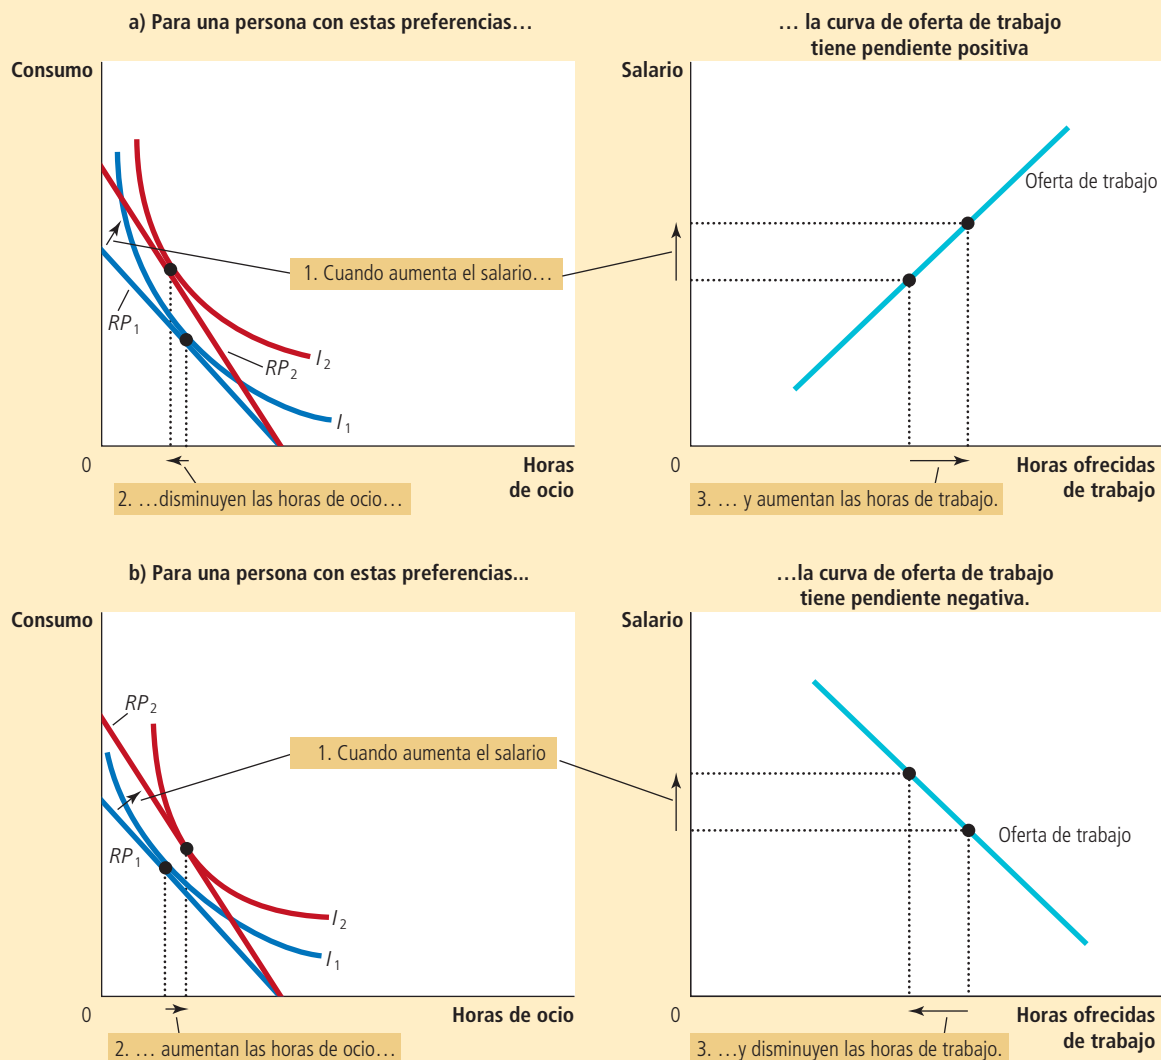 a) Para una persona con estas preferencias…
… la curva de oferta de trabajo
tiene pendiente positiva
Consumo
Salario
Oferta de trabajo
1. Cuando aumenta el salario…
RP1
RP2
I2
I1
0
Horas
de ocio
0
Horas ofrecidas
de trabajo
2. …disminuyen las horas de ocio…
3. … y aumentan las horas de trabajo.
b) Para una persona con estas preferencias...
…la curva de oferta de trabajo
tiene pendiente negativa.
Consumo
Salario
RP2
1. Cuando aumenta el salario
RP1
Oferta de trabajo
I2
I1
0
Horas de ocio
0
Horas ofrecidas
de trabajo
2. … aumentan las horas de ocio…
3. …y disminuyen las horas de trabajo.